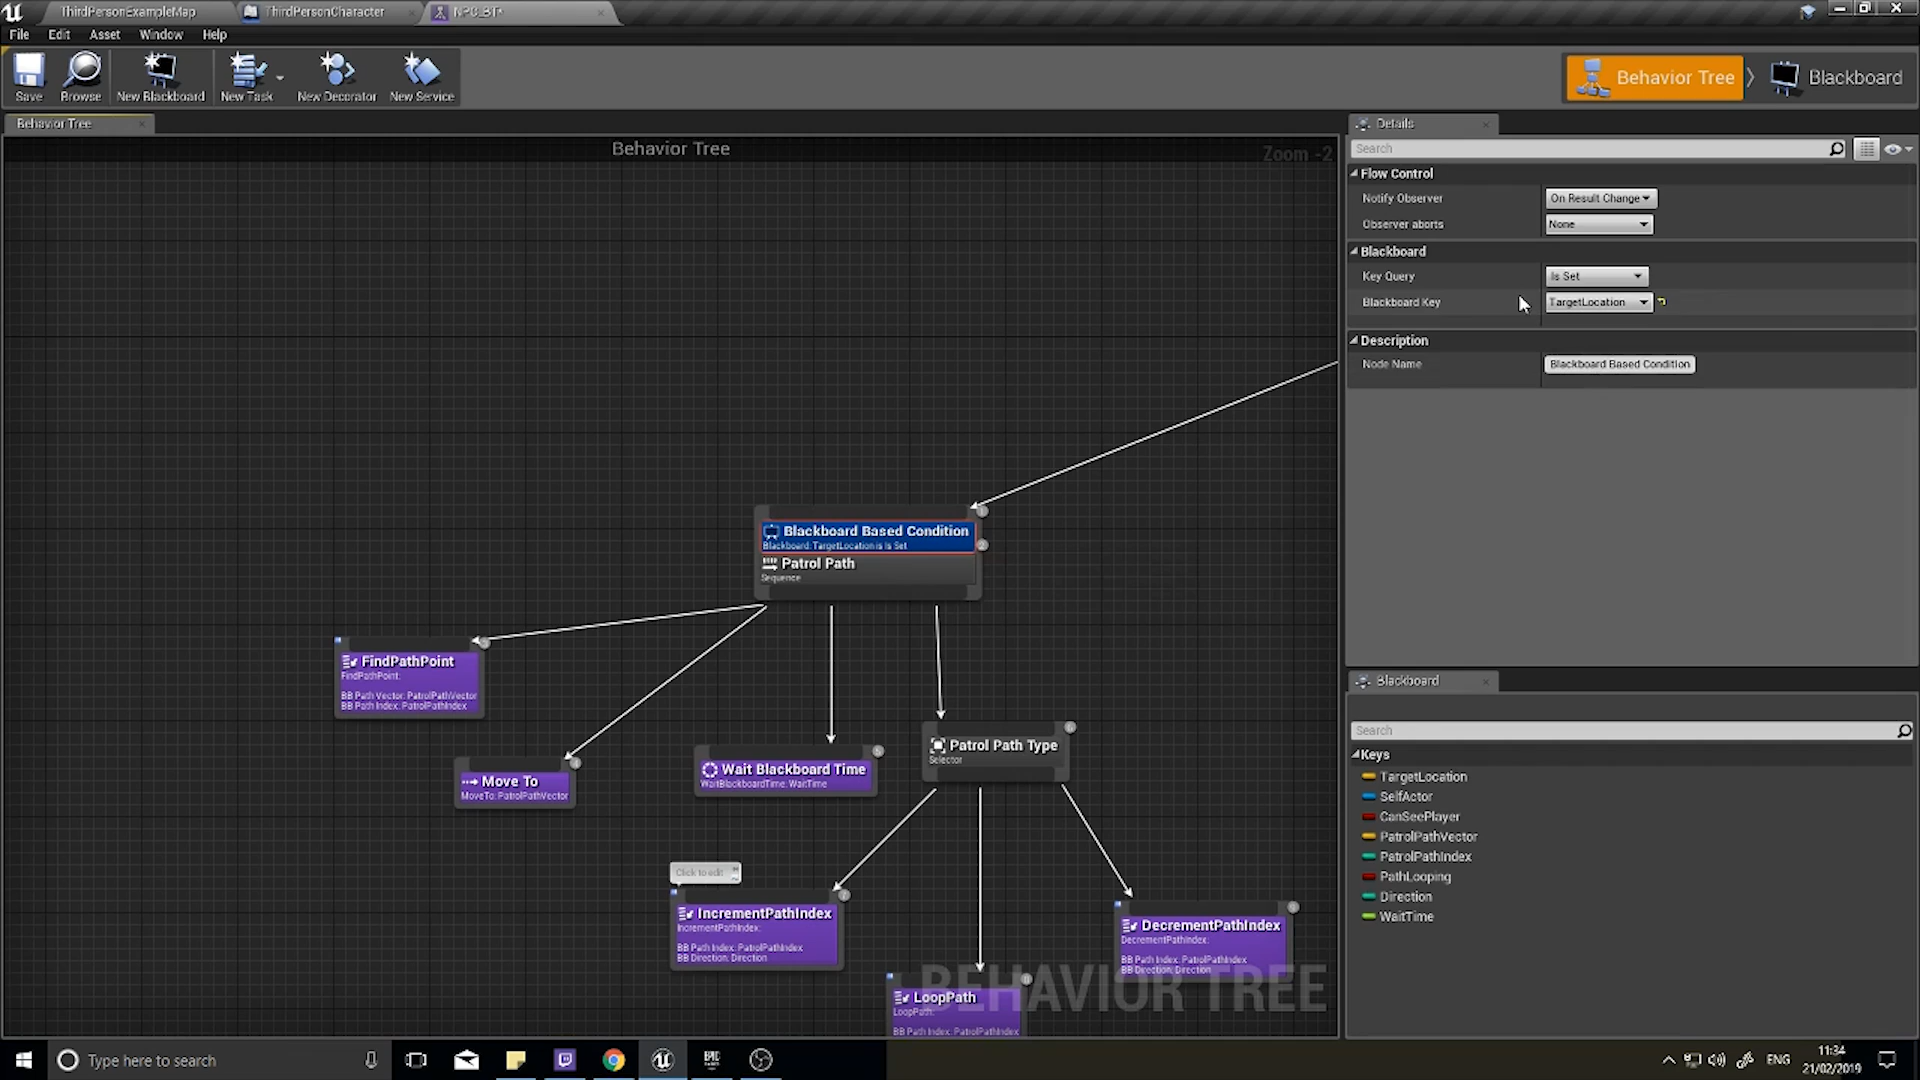 ThirdPersonExampleMap
ThirdPersonCharacter
NPC_BT*
File Edit Asset Window Help
Save
Browse
New Blackboard
New Task
New Decorator
New Service
Behavior Tree
Blackboard
Behavior Tree
Behavior Tree
Zoom -2
Details
Search
Flow Control
Notify Observer
On Result Change
Observer aborts
None
Blackboard
Key Query
Is Set
Blackboard Key
TargetLocation
Description
Node Name
Blackboard Based Condition
Blackboard Based Condition
Blackboard: TargetLocation is Is Set
Patrol Path
Sequence
1
2
FindPathPoint
FindPathPoint:
BB Path Vector: PatrolPathVector
BB Path Index: PatrolPathIndex
Move To
MoveTo: PatrolPathVector
Wait Blackboard Time
WaitBlackboardTime: WaitTime
Patrol Path Type
Selector
Click to edit
IncrementPathIndex
IncrementPathIndex:
BB Path Index: PatrolPathIndex
BB Direction: Direction
LoopPath
LoopPath:
BB Path Index: PatrolPathIndex
DecrementPathIndex
DecrementPathIndex:
BB Path Index: PatrolPathIndex
BB Direction: Direction
BEHAVIOR TREE
Blackboard
Search
Keys
TargetLocation
SelfActor
CanSeePlayer
PatrolPathVector
PatrolPathIndex
PathLooping
Direction
WaitTime
Type here to search
ENG
11:34
21/02/2019